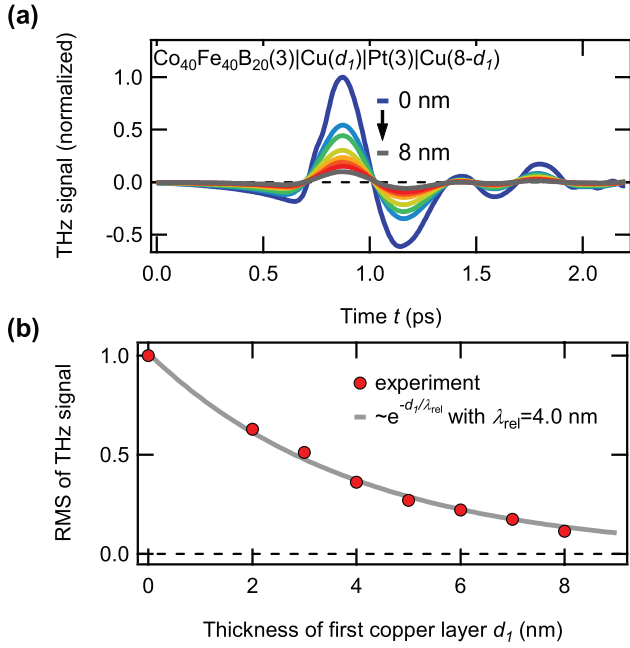 (a)
Co₄₀Fe₄₀B₂₀(3)|Cu(d₁)|Pt(3)|Cu(8-d₁)
THz signal (normalized)
1.0
0.5
0.0
-0.5
0 nm
8 nm
0.0 0.5 1.0 1.5 2.0
Time t (ps)
(b)
RMS of THz signal
1.0
0.5
0.0
experiment
~e^(-d₁/λ_rel) with λ_rel=4.0 nm
0 2 4 6 8
Thickness of first copper layer d₁ (nm)